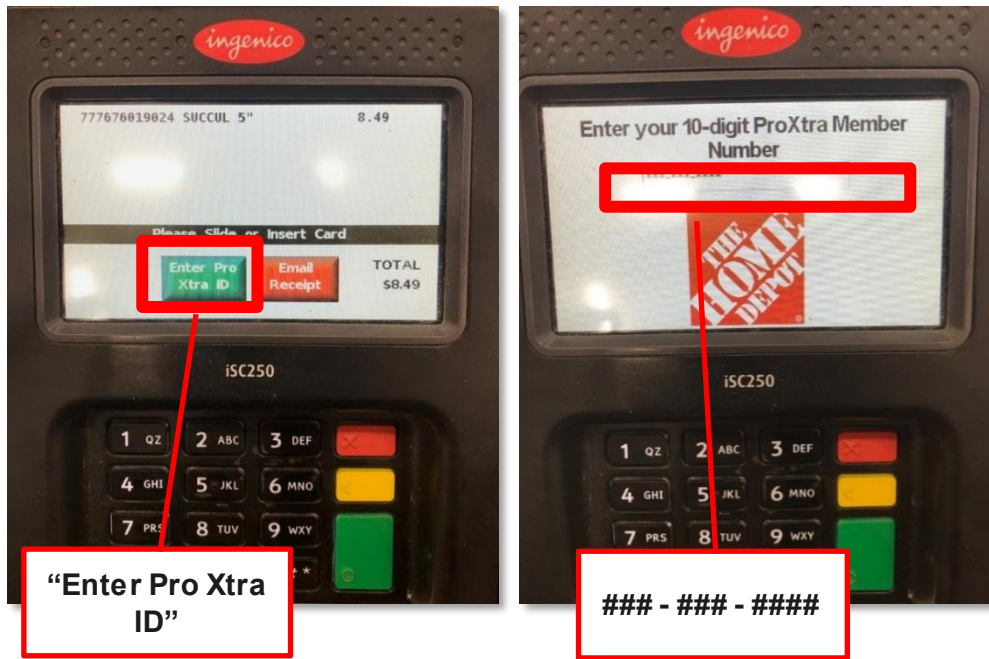 ingenico
777676019024 SUCCUL 5" 8.49
Please Slide or Insert Card
Enter Pro
Xtra ID
Email
Receipt
TOTAL
$8.49
iSC250
1 QZ 2 ABC 3 DEF
4 GHI 5 JKL 6 MNO
7 PRS 8 TUV 9 WXY
"Enter Pro Xtra
ID"
ingenico
Enter your 10-digit ProXtra Member
Number
THE
HOME
DEPOT
iSC250
1 QZ 2 ABC 3 DEF
4 GHI 5 JKL 6 MNO
7 PRS 8 TUV 9 WXY
### - ### - ####